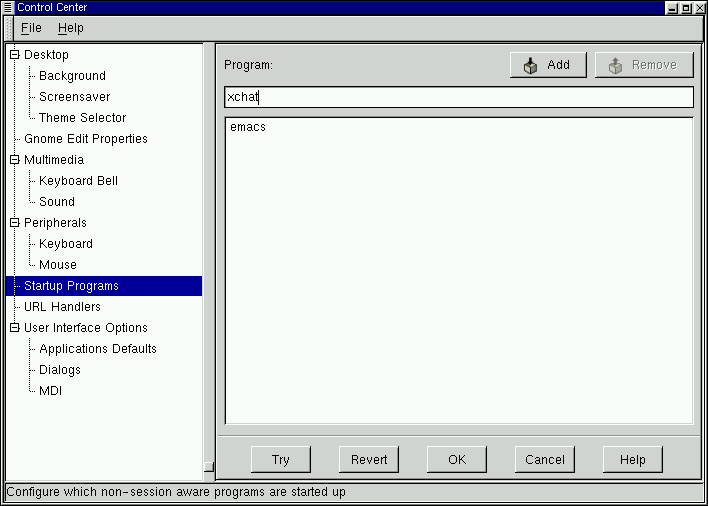 Control Center
File Help
Desktop
Background
Screensaver
Theme Selector
Gnome Edit Properties
Multimedia
Keyboard Bell
Sound
Peripherals
Keyboard
Mouse
Startup Programs
URL Handlers
User Interface Options
Applications Defaults
Dialogs
MDI
Program:
Add
Remove
xchat
emacs
Try
Revert
OK
Cancel
Help
Configure which non-session aware programs are started up